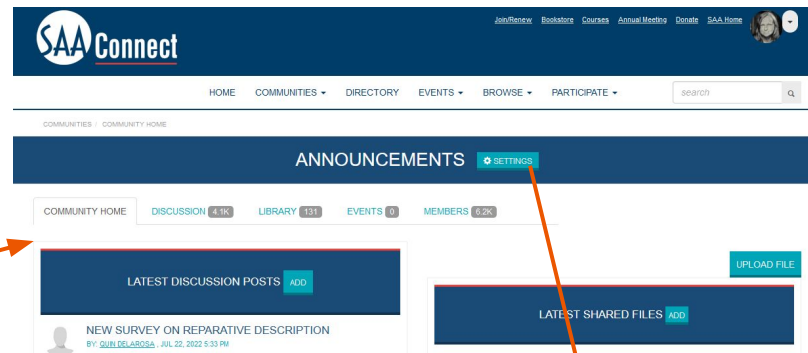 Join/Renew Bookstore Courses Annual Meeting Donate SAA Home
SAA Connect
HOME COMMUNITIES DIRECTORY EVENTS BROWSE PARTICIPATE search
COMMUNITIES / COMMUNITY HOME
ANNOUNCEMENTS SETTINGS
COMMUNITY HOME DISCUSSION 4.1K LIBRARY 131 EVENTS 0 MEMBERS 6.2K
UPLOAD FILE
LATEST DISCUSSION POSTS ADD
LATEST SHARED FILES ADD
NEW SURVEY ON REPARATIVE DESCRIPTION
BY: QUIN DELAROSA , JUL 22, 2022 5:33 PM